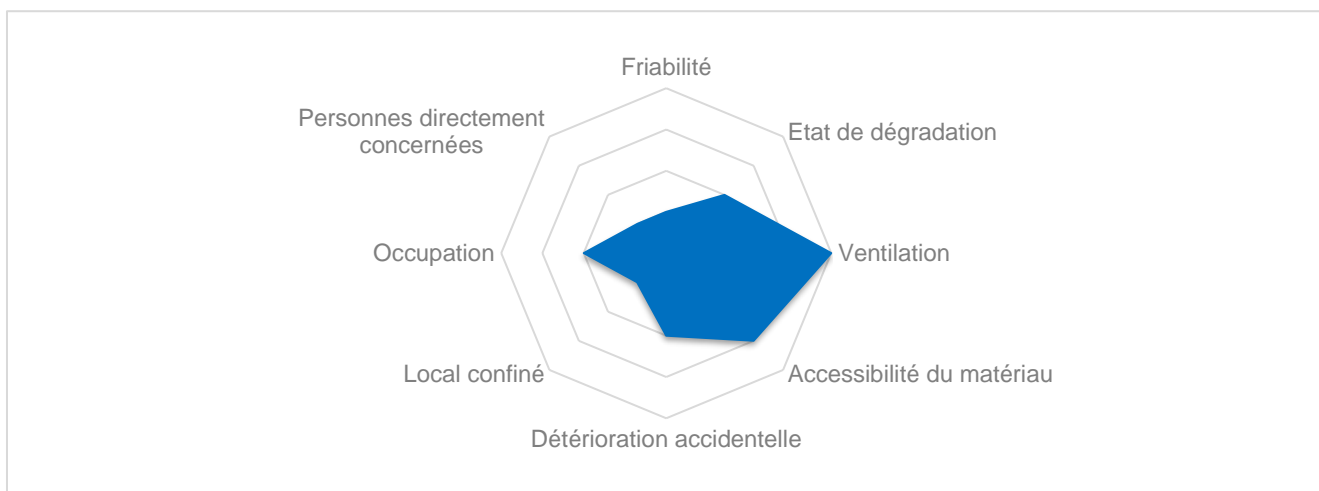 Friabilité
Personnes directement
concernées
Etat de dégradation
Occupation
Ventilation
Local confiné
Accessibilité du matériau
Détérioration accidentelle